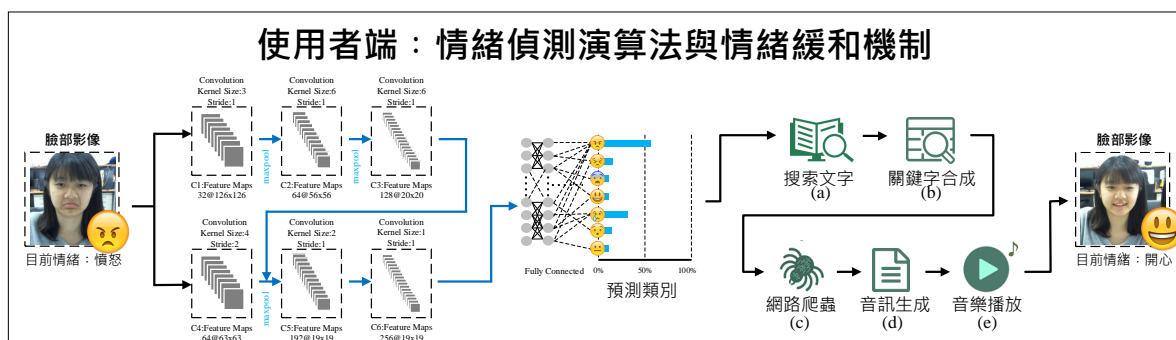 使用者端：情緒偵測演算法與情緒緩和機制
臉部影像
目前情緒：憤怒
Convolution
Kernel Size:3
Stride:1
C1:Feature Maps
32@126x126
maxpool
Convolution
Kernel Size:6
Stride:1
C2:Feature Maps
64@56x56
maxpool
Convolution
Kernel Size:6
Stride:1
C3:Feature Maps
128@20x20
Convolution
Kernel Size:4
Stride:2
C4:Feature Maps
64@63x63
maxpool
Convolution
Kernel Size:2
Stride:1
C5:Feature Maps
192@19x19
Convolution
Kernel Size:1
Stride:1
C6:Feature Maps
256@19x19
Fully Connected
0%
50%
100%
預測類別
搜索文字
(a)
關鍵字合成
(b)
網路爬蟲
(c)
音訊生成
(d)
音樂播放
(e)
臉部影像
目前情緒：開心